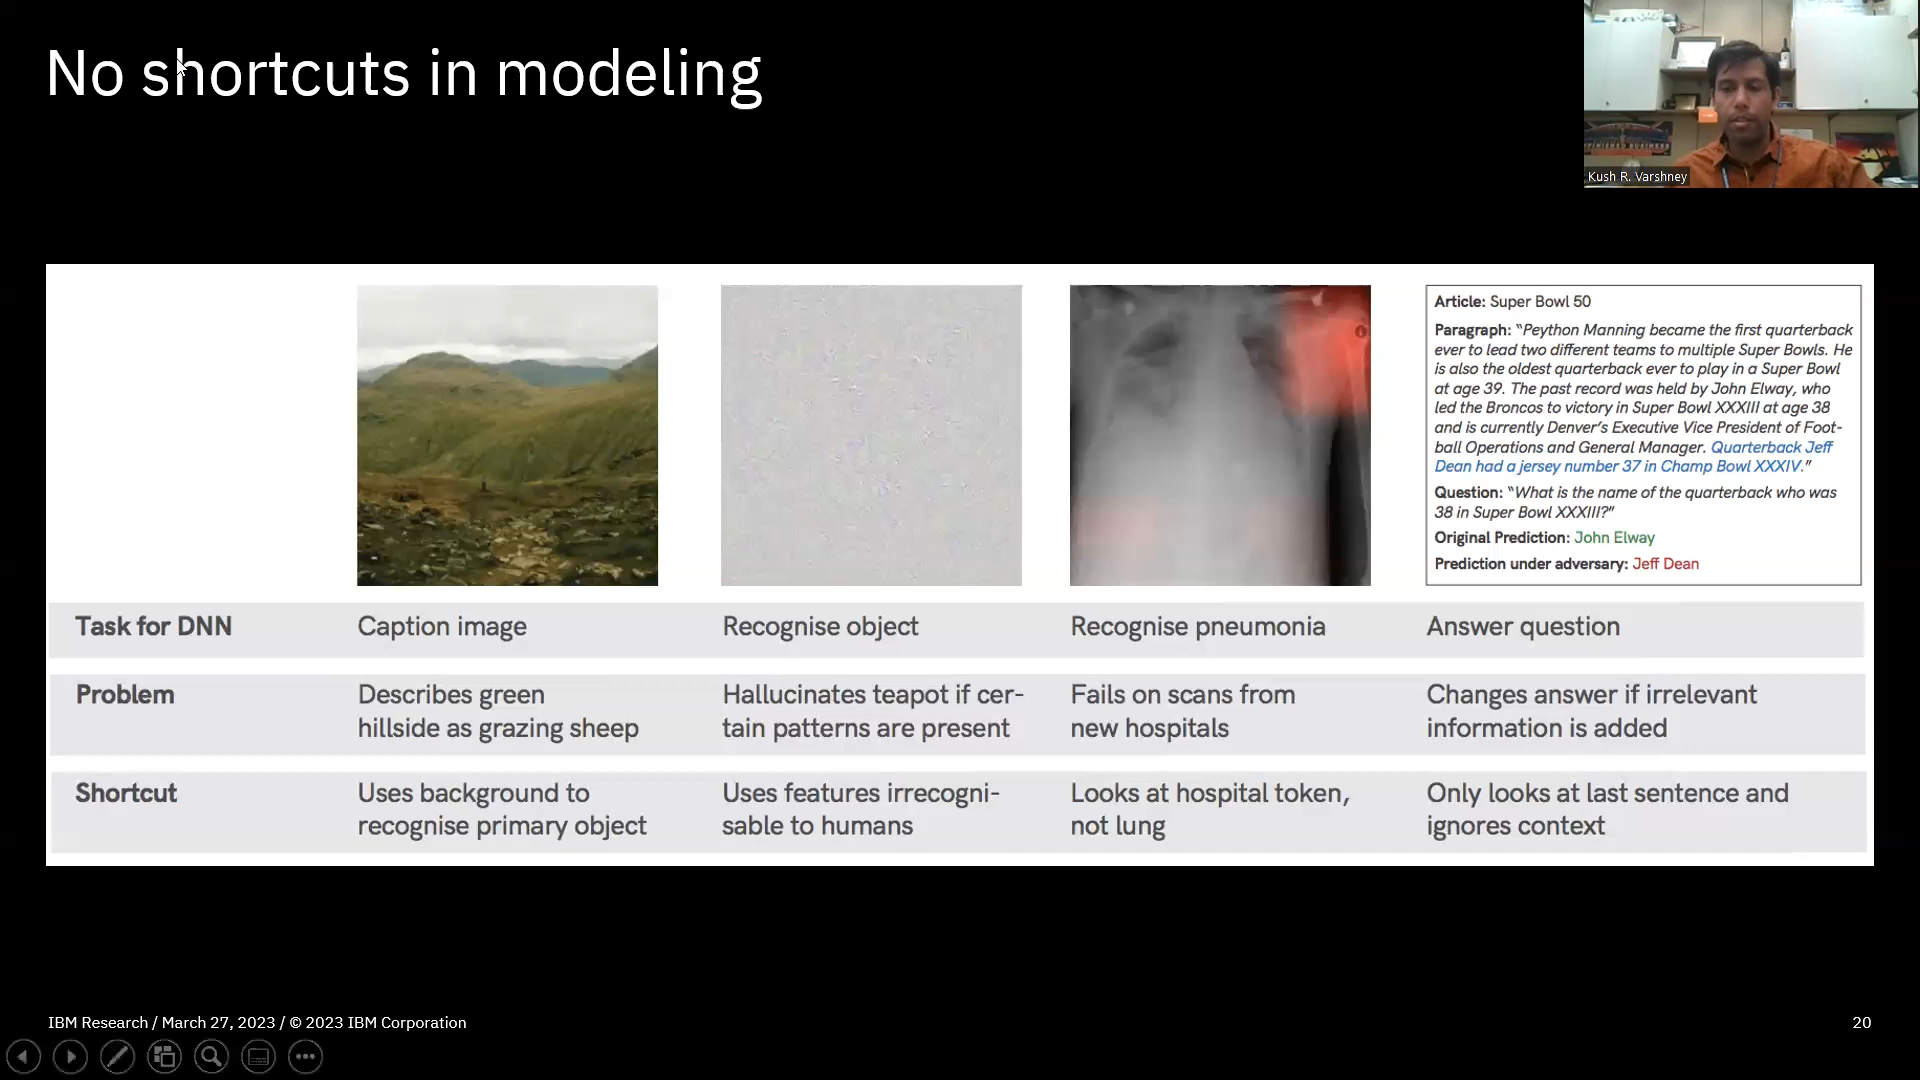 No shortcuts in modeling
Kush R. Varshney
Article: Super Bowl 50
Paragraph: “Peython Manning became the first quarterback
ever to lead two different teams to multiple Super Bowls. He
is also the oldest quarterback ever to play in a Super Bowl
at age 39. The past record was held by John Elway, who
led the Broncos to victory in Super Bowl XXXIII at age 38
and is currently Denver’s Executive Vice President of Foot-
ball Operations and General Manager. Quarterback Jeff
Dean had a jersey number 37 in Champ Bowl XXXIV.”
Question: “What is the name of the quarterback who was
38 in Super Bowl XXXIII?”
Original Prediction: John Elway
Prediction under adversary: Jeff Dean
Task for DNN
Caption image
Recognise object
Recognise pneumonia
Answer question
Problem
Describes green
hillside as grazing sheep
Hallucinates teapot if cer-
tain patterns are present
Fails on scans from
new hospitals
Changes answer if irrelevant
information is added
Shortcut
Uses background to
recognise primary object
Uses features irrecogni-
sable to humans
Looks at hospital token,
not lung
Only looks at last sentence and
ignores context
IBM Research / March 27, 2023 / © 2023 IBM Corporation
20